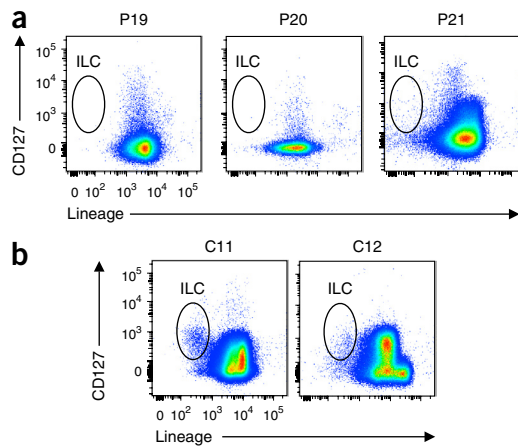 a
P19 P20 P21
ILC ILC ILC
CD127
10⁵
10⁴
10³
0
0 10² 10³ 10⁴ 10⁵
Lineage
b
C11 C12
ILC ILC
CD127
10⁵
10⁴
10³
0
0 10² 10³ 10⁴ 10⁵
Lineage